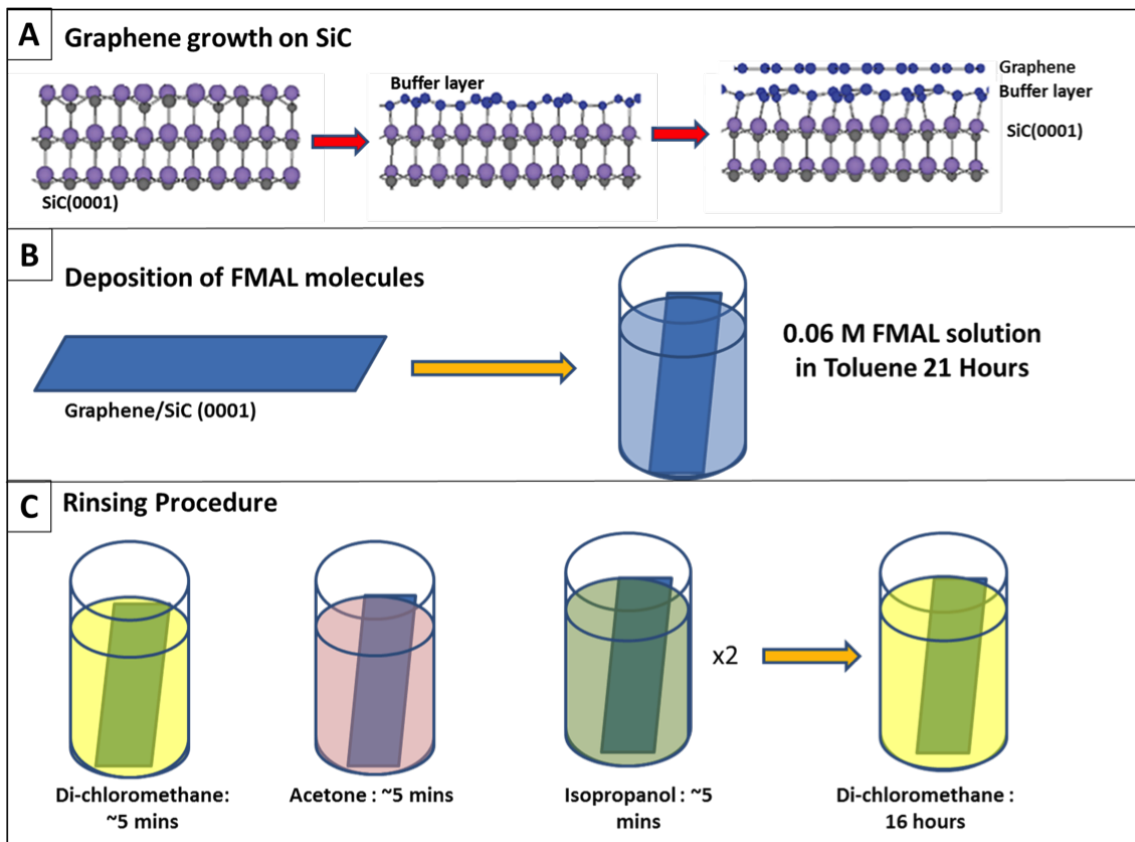 A
Graphene growth on SiC
SiC(0001)
Buffer layer
Graphene
Buffer layer
SiC(0001)
B
Deposition of FMAL molecules
Graphene/SiC (0001)
0.06 M FMAL solution
in Toluene 21 Hours
C
Rinsing Procedure
Di-chloromethane:
~5 mins
Acetone : ~5 mins
Isopropanol : ~5
mins
x2
Di-chloromethane :
16 hours